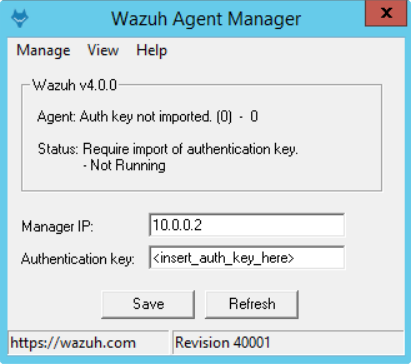 Wazuh Agent Manager
x
Manage View Help
Wazuh v4.0.0
Agent: Auth key not imported. (0) - 0
Status: Require import of authentication key.
- Not Running
Manager IP: 10.0.0.2
Authentication key: <insert_auth_key_here>
Save Refresh
https://wazuh.com Revision 40001